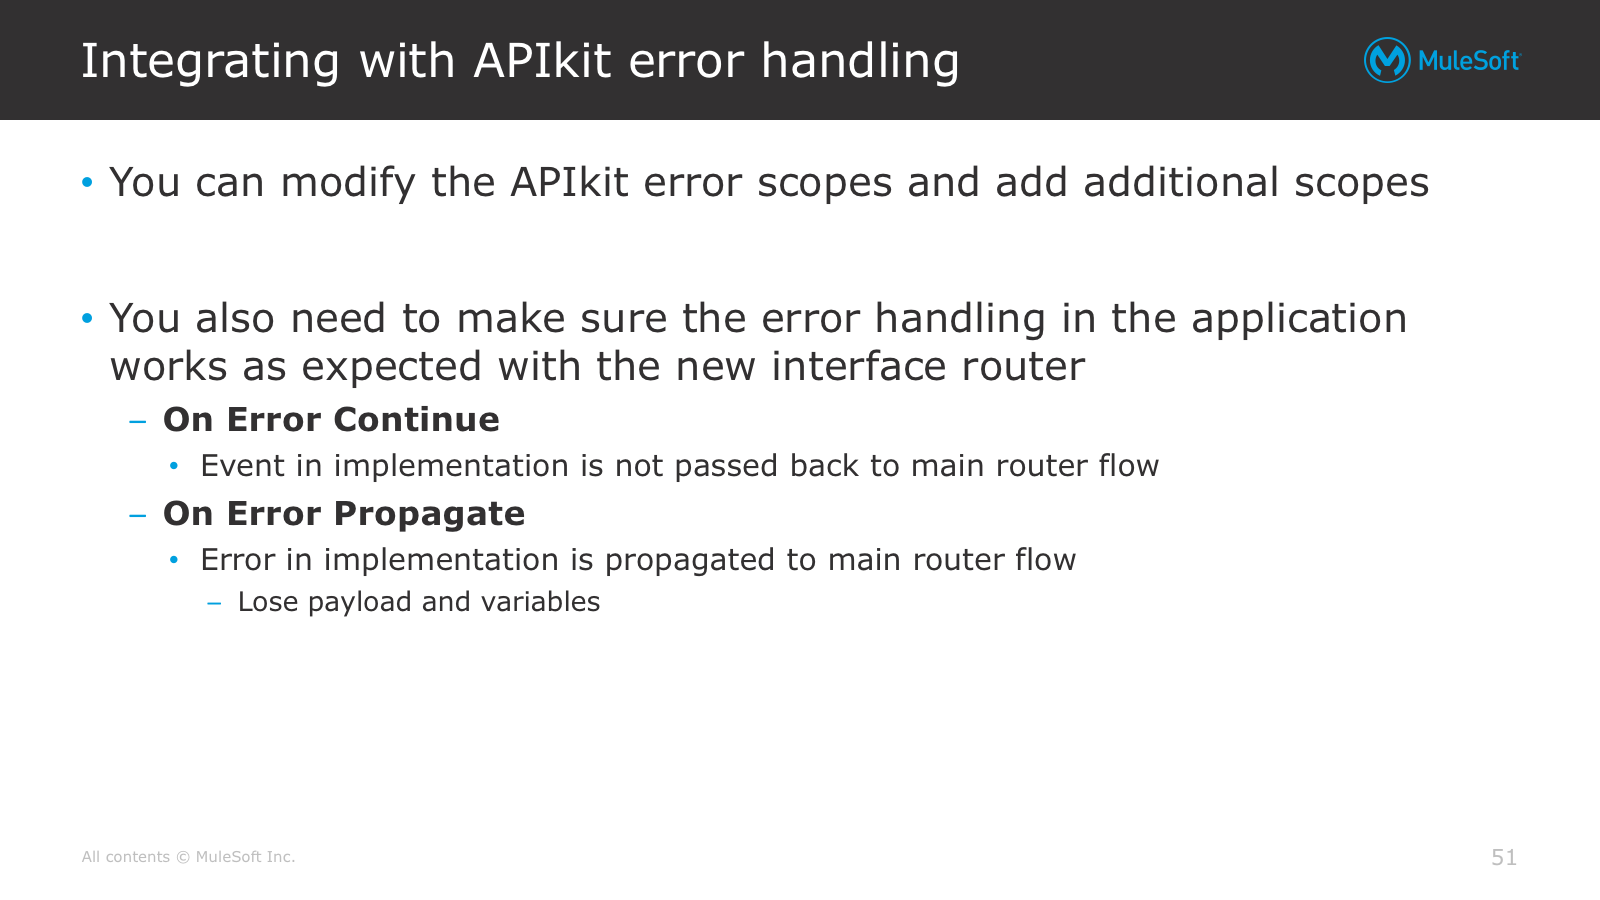 Integrating with APIkit error handling
MuleSoft
• You can modify the APIkit error scopes and add additional scopes
• You also need to make sure the error handling in the application
works as expected with the new interface router
– On Error Continue
• Event in implementation is not passed back to main router flow
– On Error Propagate
• Error in implementation is propagated to main router flow
– Lose payload and variables
All contents © MuleSoft Inc.
51